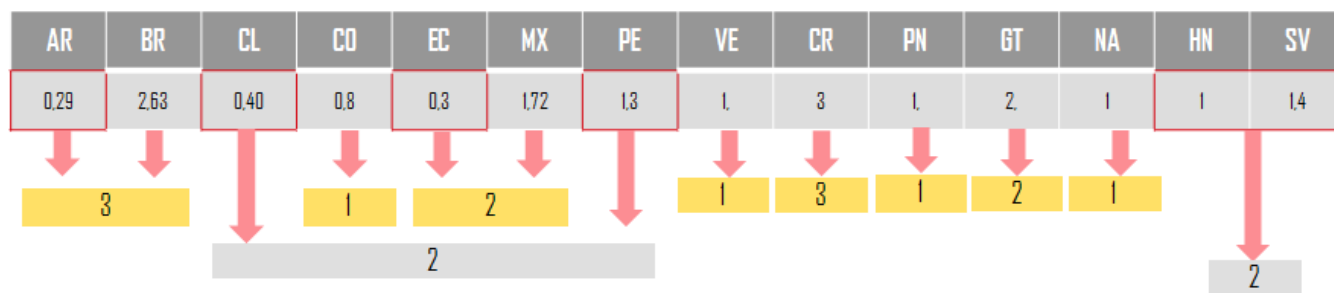 AR BR CL CO EC MX PE VE CR PN GT NA HN SV
0,29 2,63 0,40 0,8 0,3 1,72 1,3 1, 3 1, 2, 1 1 1,4
3 1 2 1 3 1 2 1
2
2